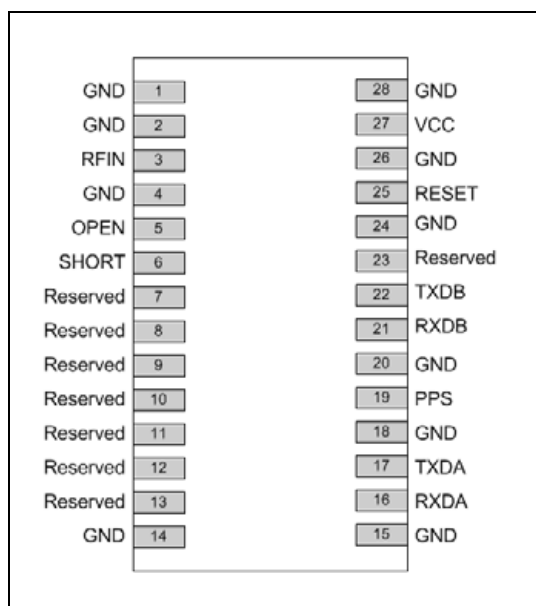 GND 1 28 GND
GND 2 27 VCC
RFIN 3 26 GND
GND 4 25 RESET
OPEN 5 24 GND
SHORT 6 23 Reserved
Reserved 7 22 TXDB
Reserved 8 21 RXDB
Reserved 9 20 GND
Reserved 10 19 PPS
Reserved 11 18 GND
Reserved 12 17 TXDA
Reserved 13 16 RXDA
GND 14 15 GND